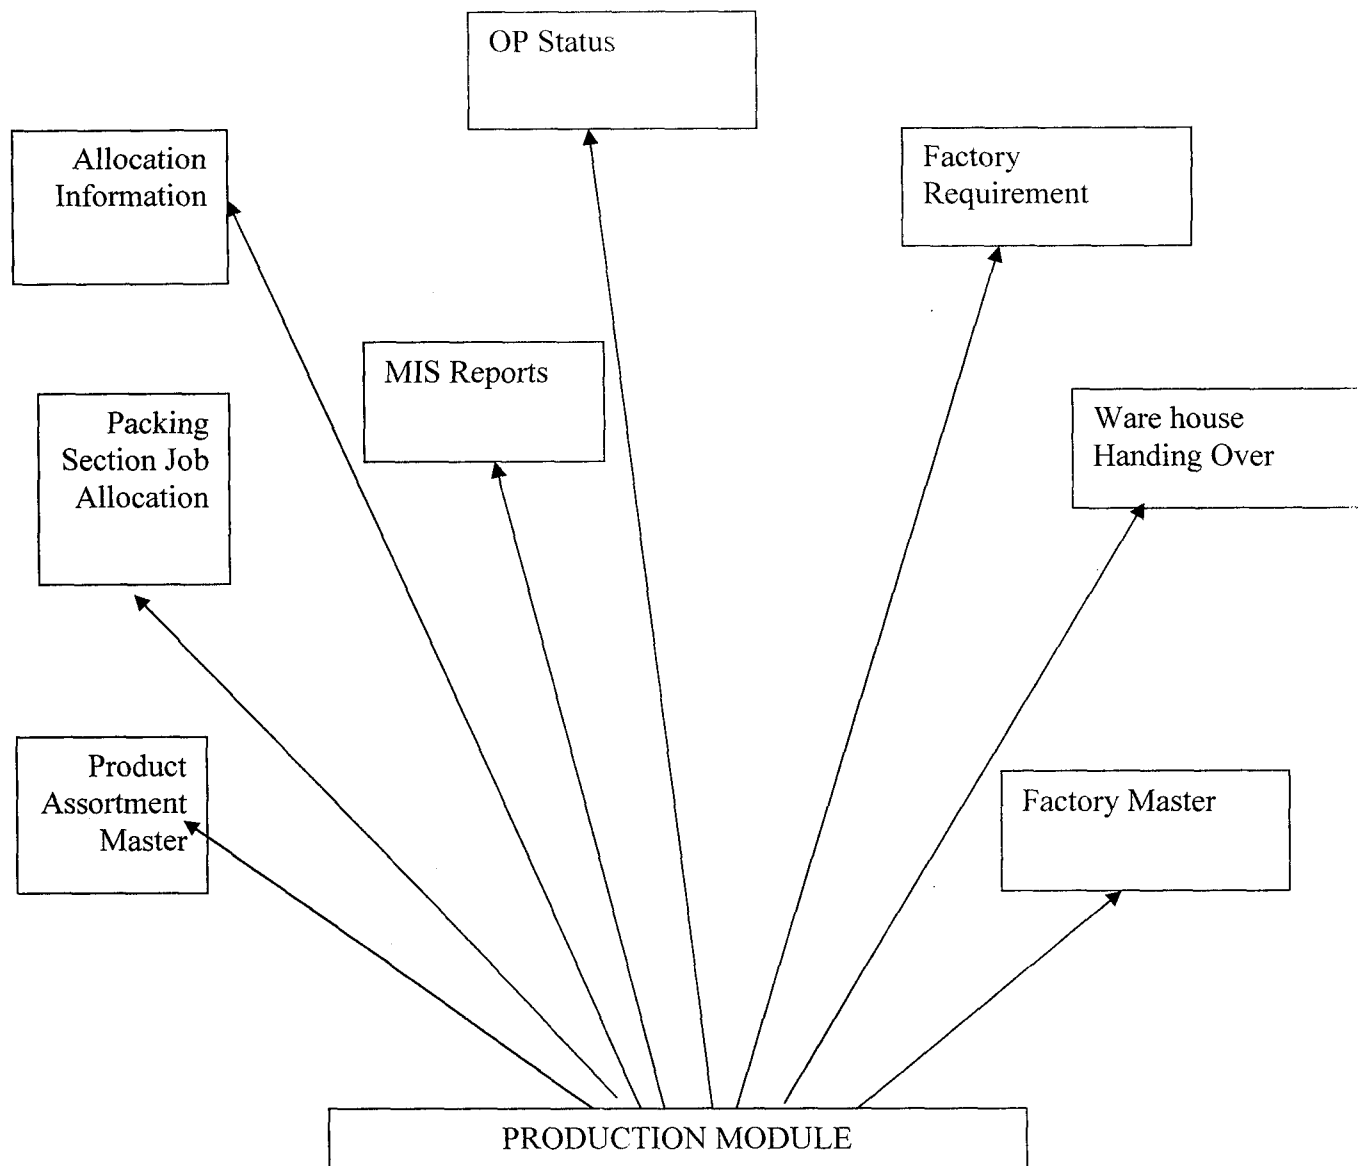 OP Status
Allocation
Information
Factory
Requirement
MIS Reports
Packing
Section Job
Allocation
Ware house
Handing Over
Product
Assortment
Master
Factory Master
PRODUCTION MODULE